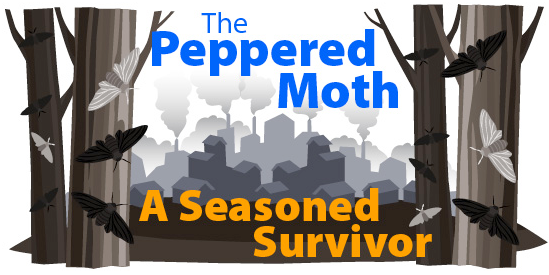 The
Peppered
Moth
A Seasoned
Survivor